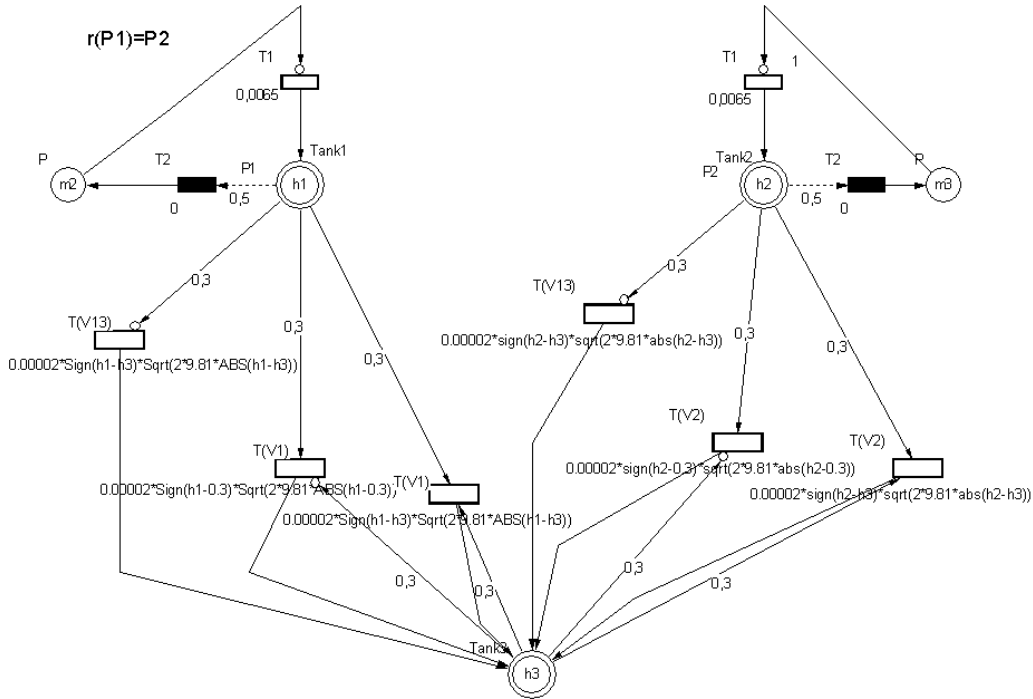 r(P1)=P2
T1
T1
1
0,0065
0,0065
P
T2
P1
Tank1
P2
Tank2
T2
P
m2
h1
h2
m3
0
0,5
0,5
0
0,3
0,3
T(V13)
T(V13)
0,3
0,3
0,3
0,3
0.00002*sign(h2-h3)*sqrt(2*9.81*abs(h2-h3))
0.00002*Sign(h1-h3)*Sqrt(2*9.81*ABS(h1-h3))
T(V2)
T(V1)
T(V2)
0.00002*sign(h2-0.3)*sqrt(2*9.81*abs(h2-0.3))
0.00002*Sign(h1-0.3)*Sqrt(2*9.81*ABS(h1-0.3))
T(V1)
0.00002*sign(h2-h3)*sqrt(2*9.81*abs(h2-h3))
0.00002*Sign(h1-h3)*Sqrt(2*9.81*ABS(h1-h3))
0,3
0,3
0,3
0,3
Tank3
h3